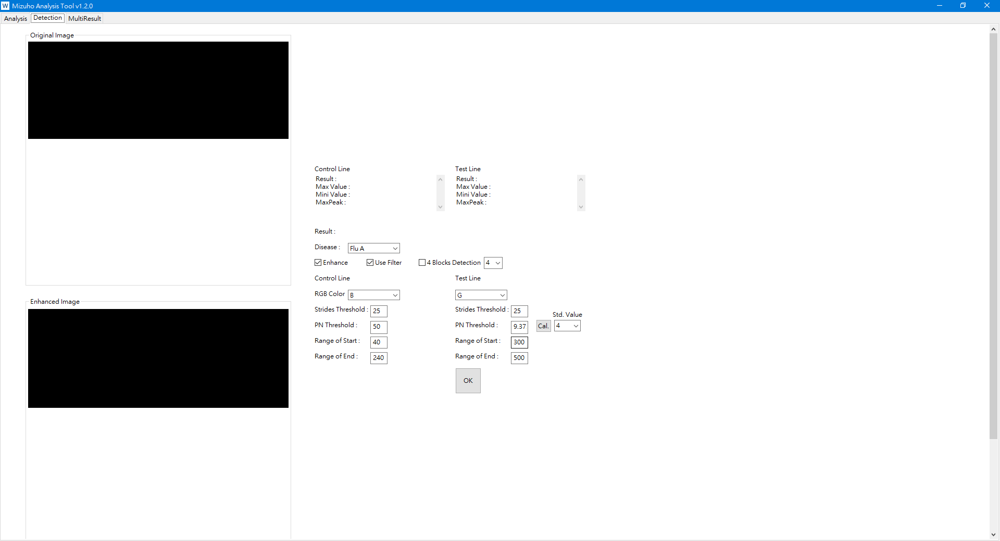 W Mizuho Analysis Tool v1.2.0
Analysis Detection MultiResult
Original Image
Control Line
Result :
Max Value :
Mini Value :
MaxPeak :
Test Line
Result :
Max Value :
Mini Value :
MaxPeak :
Result :
Disease : Flu A
Enhance Use Filter 4 Blocks Detection 4
Control Line Test Line
RGB Color B G
Strides Threshold : 25 Strides Threshold : 25
Std. Value
PN Threshold : 50 PN Threshold : 9.37 Cal. 4
Range of Start : 40 Range of Start : 300
Range of End : 240 Range of End : 500
OK
Enhanced Image